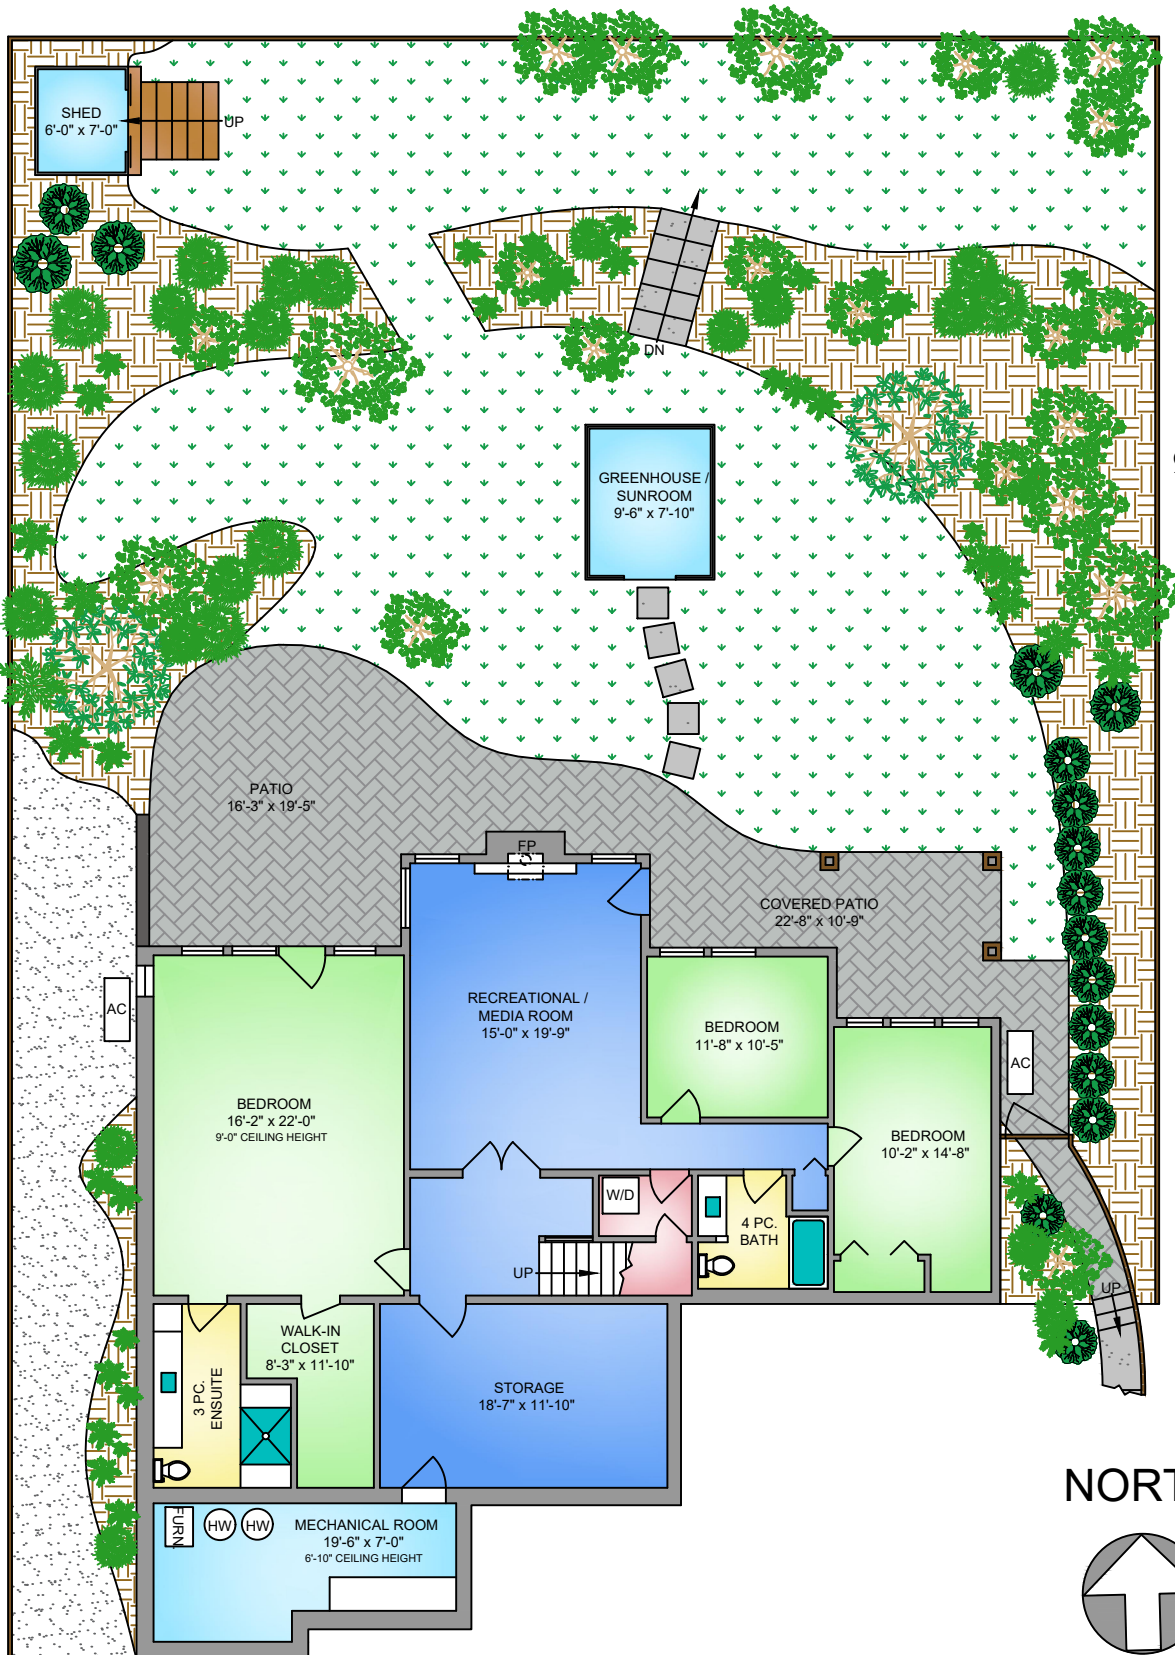 SHED
6'-0" x 7'-0"
UP
DN
GREENHOUSE /
SUNROOM
9'-6" x 7'-10"
PATIO
16'-3" x 19'-5"
FP
COVERED PATIO
22'-8" x 10'-9"
AC
RECREATIONAL /
MEDIA ROOM
15'-0" x 19'-9"
BEDROOM
11'-8" x 10'-5"
AC
BEDROOM
16'-2" x 22'-0"
9'-0" CEILING HEIGHT
BEDROOM
10'-2" x 14'-8"
W/D
4 PC.
BATH
UP
UP
WALK-IN
CLOSET
8'-3" x 11'-10"
3 PC.
ENSUITE
STORAGE
18'-7" x 11'-10"
FURN
HW
HW
MECHANICAL ROOM
19'-6" x 7'-0"
6'-10" CEILING HEIGHT
NORT